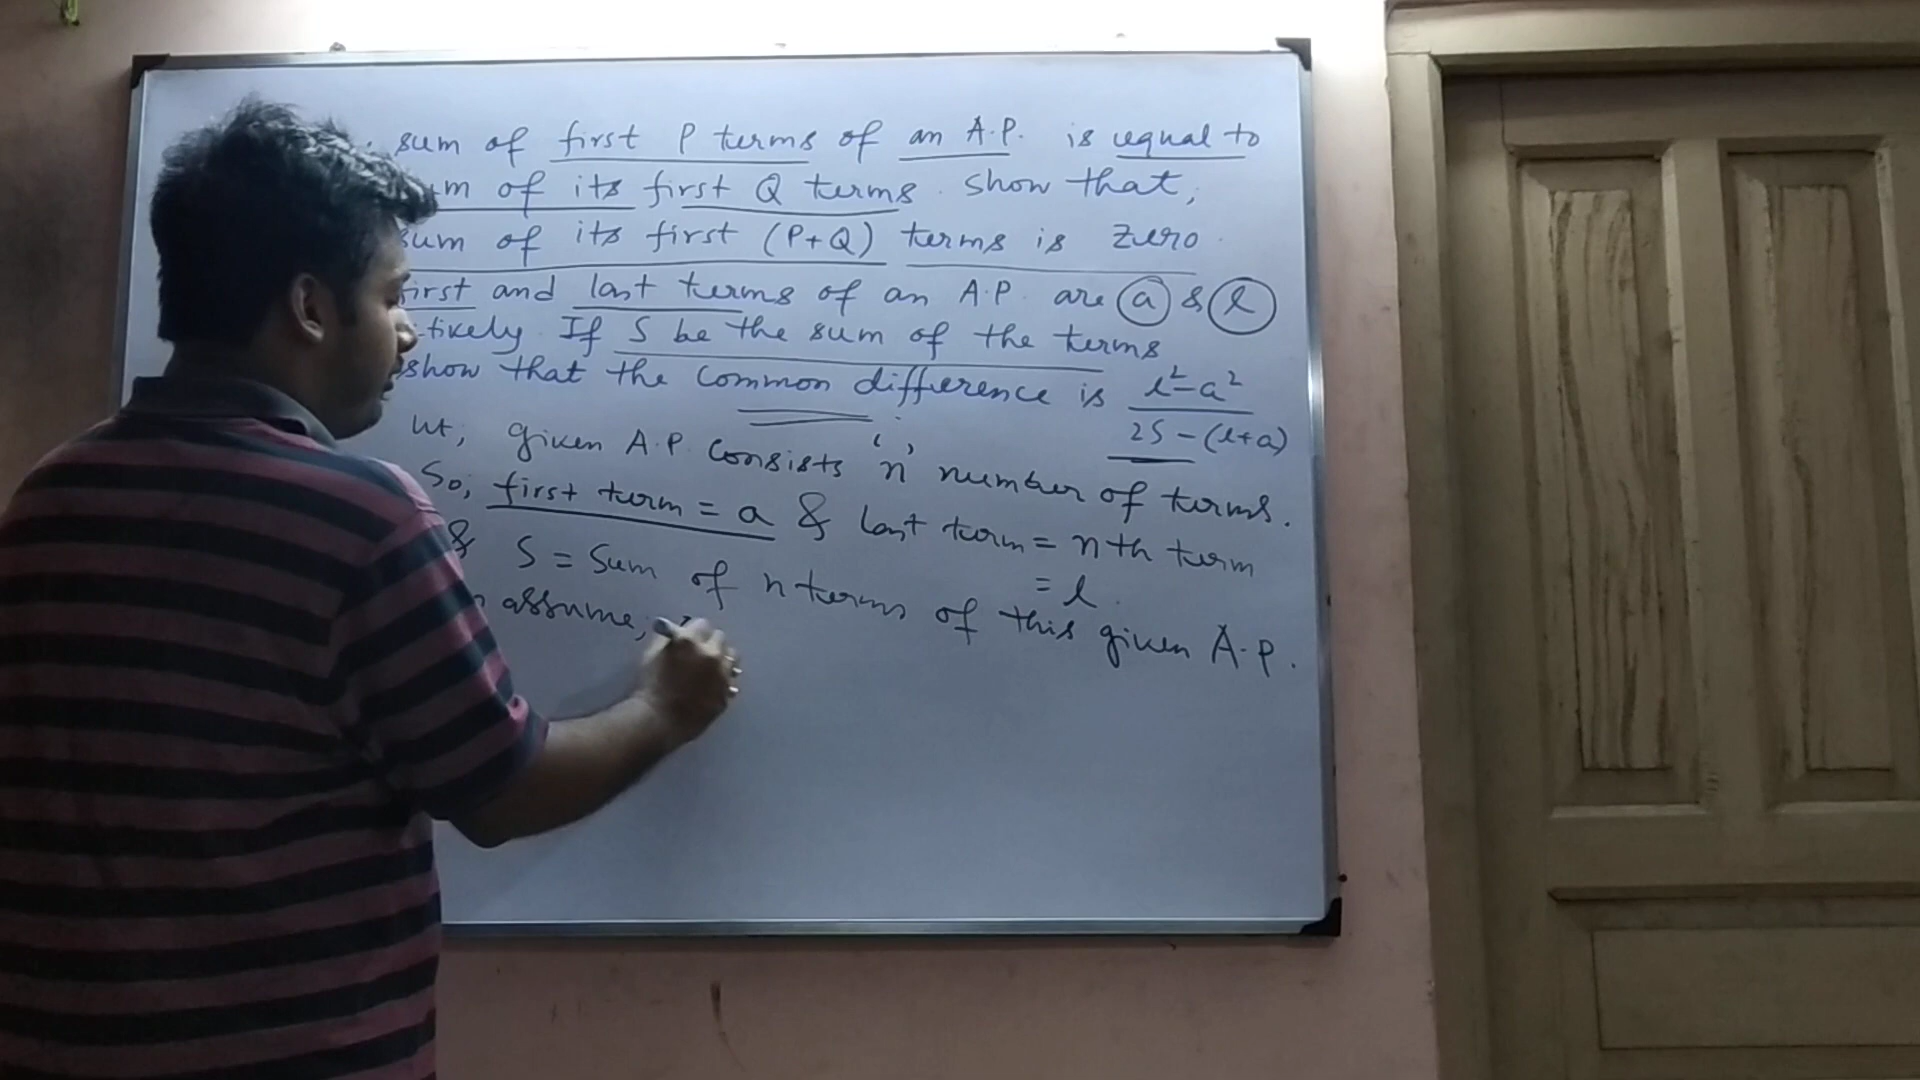 sum of first P terms of an A.P. is equal to
of its first Q terms. Show that,
sum of its first (P+Q) terms is zero.
first and last terms of an A.P. are a & l
tively. If S be the sum of the terms
show that the common difference is l²-a² / 2S-(l+a)
Let, given A.P. consists 'n' number of terms.
So, first term = a & last term = nth term
= l.
& S = Sum of n terms of this given A.P.
assume;